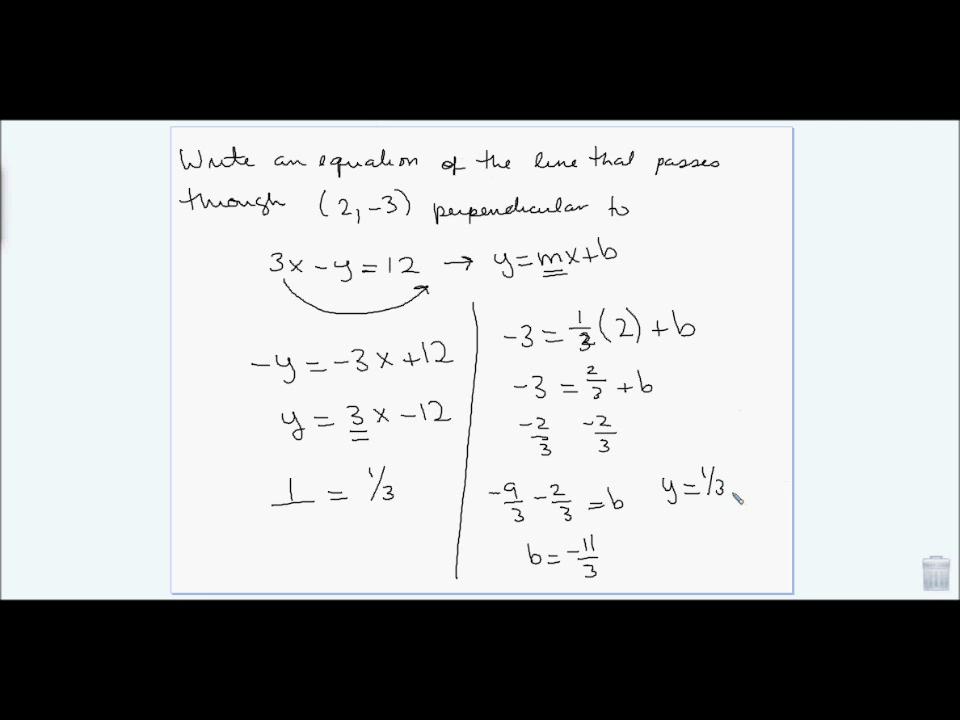 Write an equation of the line that passes
through (2, -3) perpendicular to
3x - y = 12 → y = mx + b
-y = -3x + 12
y = 3x - 12
1 = 1/3
-3 = 1/3 (2) + b
-3 = 2/3 + b
-2/3 -2/3
-9/3 - 2/3 = b
b = -11/3
y = 1/3